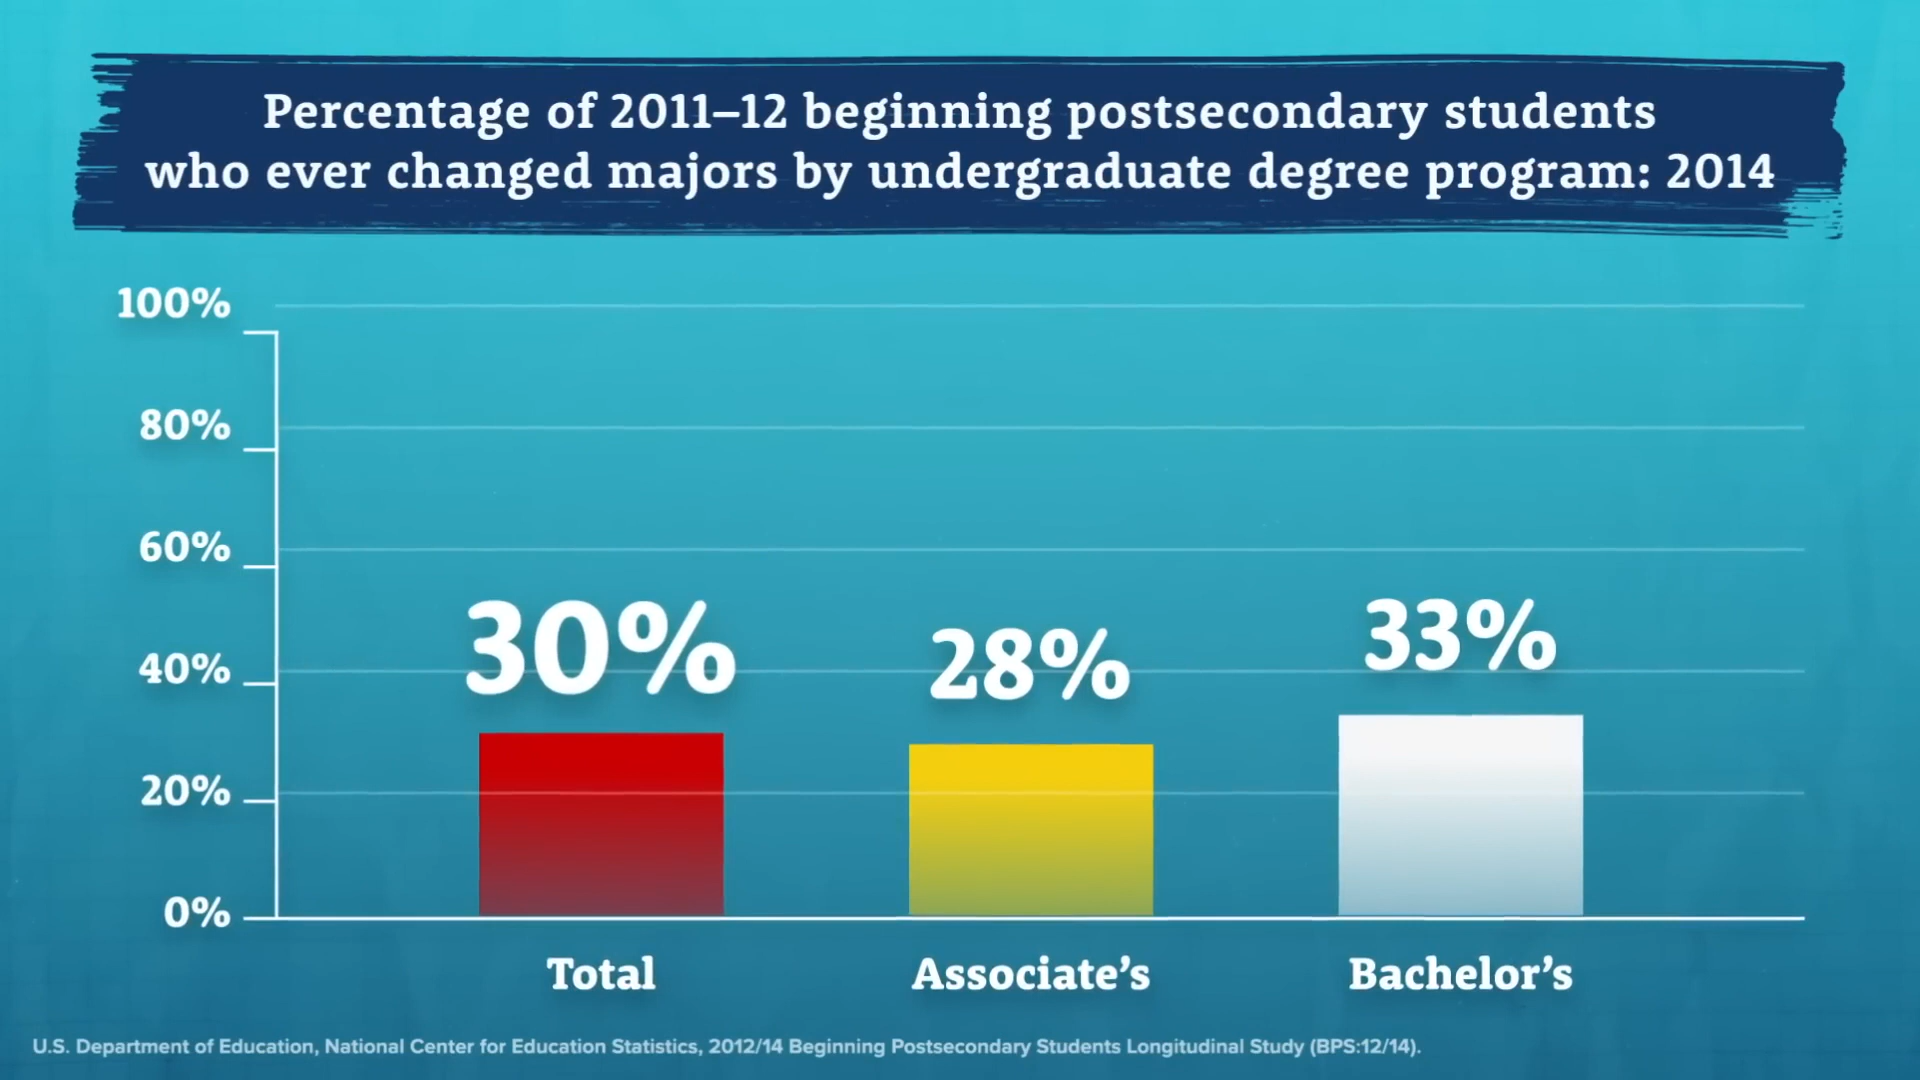 Percentage of 2011–12 beginning postsecondary students
who ever changed majors by undergraduate degree program: 2014
100%
80%
60%
40%
20%
0%
30%
28%
33%
Total
Associate’s
Bachelor’s
U.S. Department of Education, National Center for Education Statistics, 2012/14 Beginning Postsecondary Students Longitudinal Study (BPS:12/14).